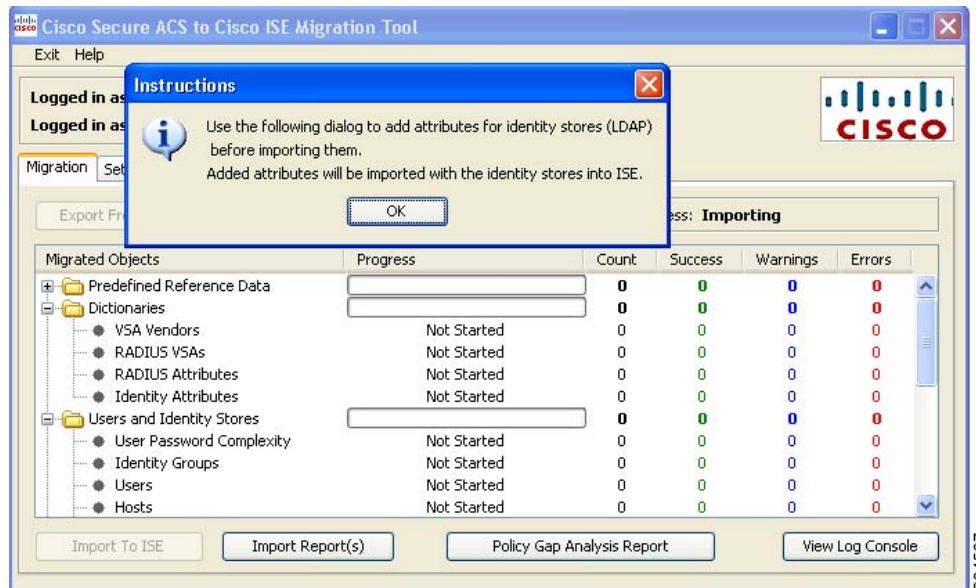 Cisco Secure ACS to Cisco ISE Migration Tool
Exit Help
Instructions
Logged in as
Logged in as
Use the following dialog to add attributes for identity stores (LDAP)
before importing them.
Added attributes will be imported with the identity stores into ISE.
OK
CISCO
Migration Set
Export Fr
ess: Importing
Migrated Objects Progress Count Success Warnings Errors
Predefined Reference Data 0 0 0 0
Dictionaries 0 0 0 0
VSA Vendors Not Started 0 0 0 0
RADIUS VSAs Not Started 0 0 0 0
RADIUS Attributes Not Started 0 0 0 0
Identity Attributes Not Started 0 0 0 0
Users and Identity Stores 0 0 0 0
User Password Complexity Not Started 0 0 0 0
Identity Groups Not Started 0 0 0 0
Users Not Started 0 0 0 0
Hosts Not Started 0 0 0 0
Import To ISE Import Report(s) Policy Gap Analysis Report View Log Console